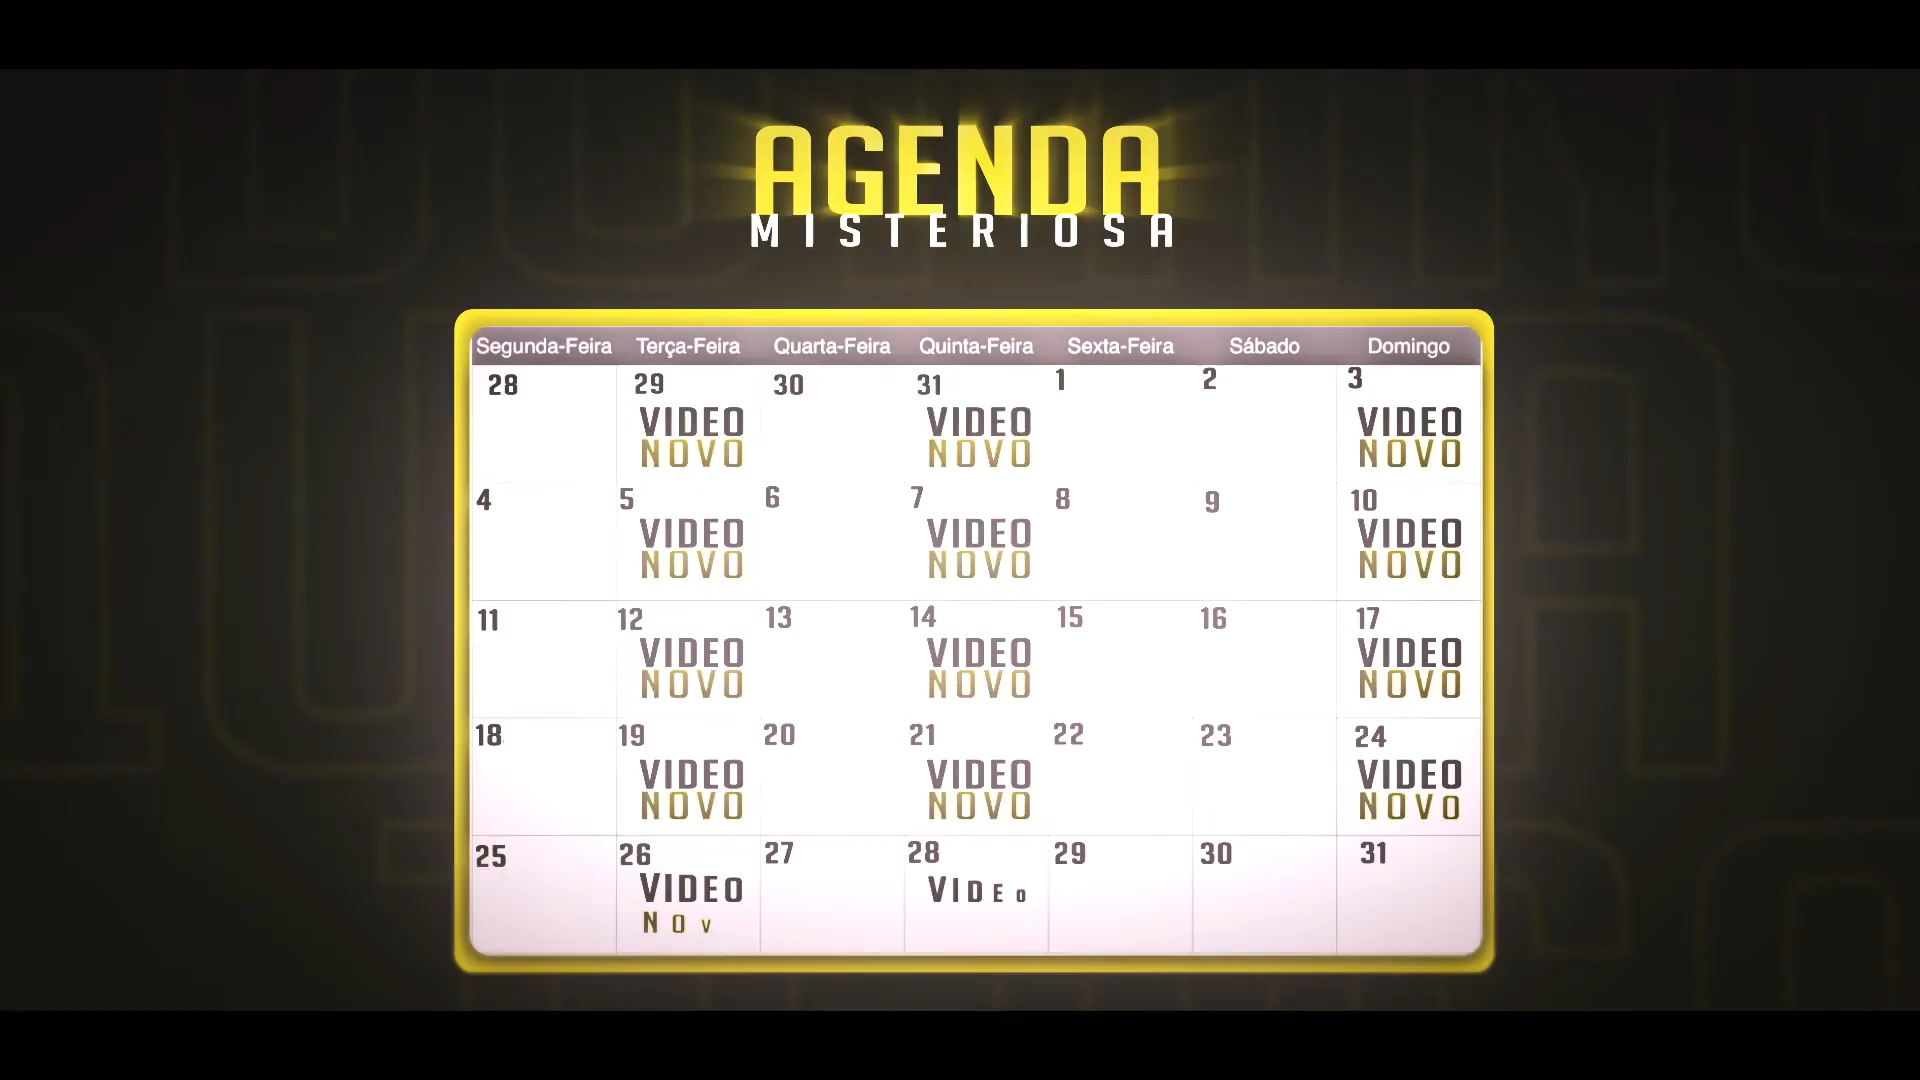 AGENDA
MISTERIOSA
Segunda-Feira Terça-Feira Quarta-Feira Quinta-Feira Sexta-Feira Sábado Domingo
28 29 30 31 1 2 3
VIDEO VIDEO VIDEO
NOVO NOVO NOVO
4 5 6 7 8 9 10
VIDEO VIDEO VIDEO
NOVO NOVO NOVO
11 12 13 14 15 16 17
VIDEO VIDEO VIDEO
NOVO NOVO NOVO
18 19 20 21 22 23 24
VIDEO VIDEO VIDEO
NOVO NOVO NOVO
25 26 27 28 29 30 31
VIDEO VIDEO
NOV